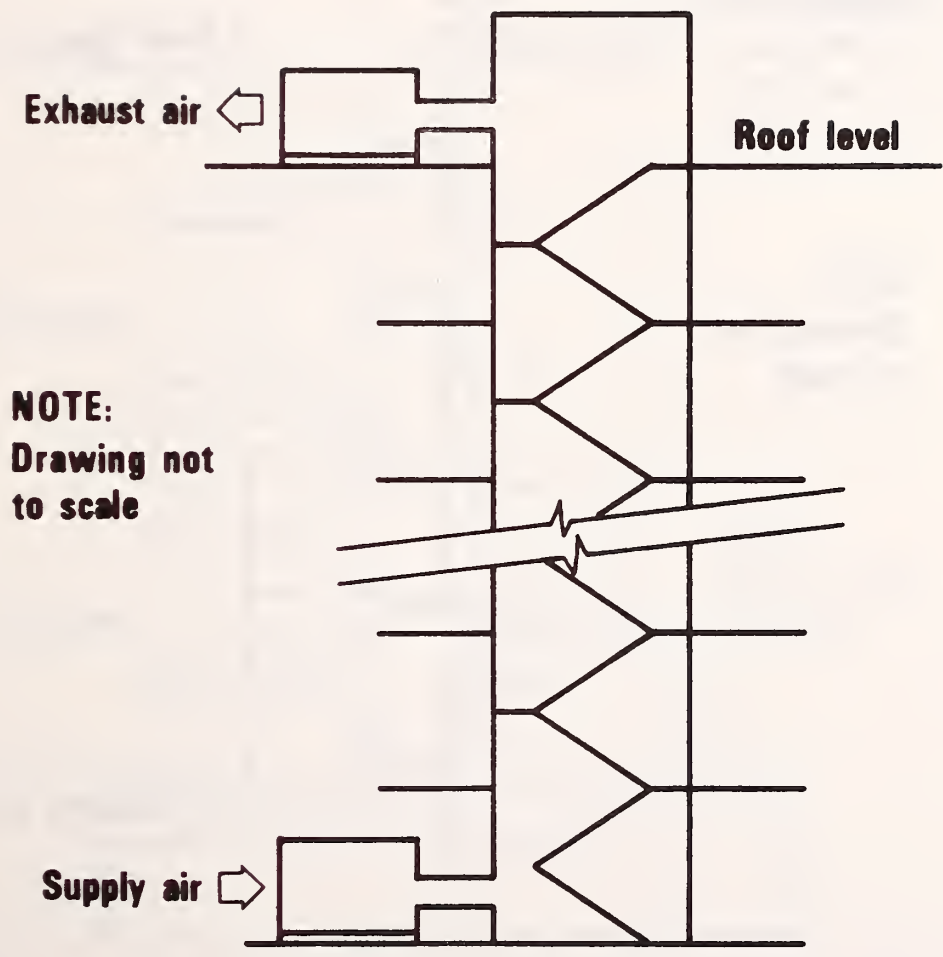 Exhaust air
Roof level
NOTE:
Drawing not
to scale
Supply air